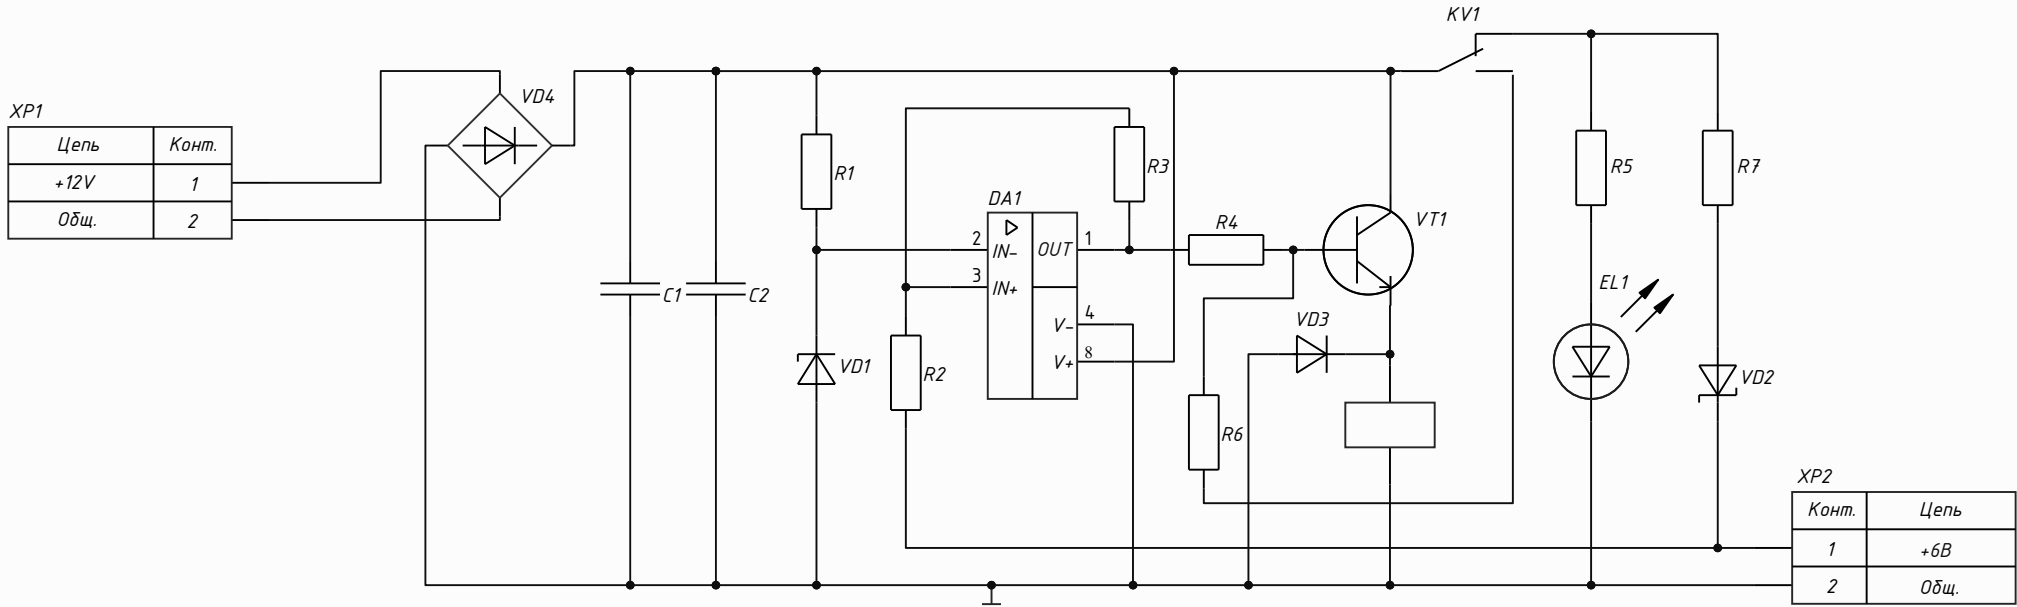 KV1
VD4
XP1
Цепь Конт.
+12V 1
Общ. 2
R1
R3
R5
R7
DA1
R4
VT1
2 IN- OUT 1
3 IN+
C1
C2
EL1
V- 4
V+ 8
VD3
VD1
R2
VD2
R6
XP2
Конт. Цепь
1 +6В
2 Общ.